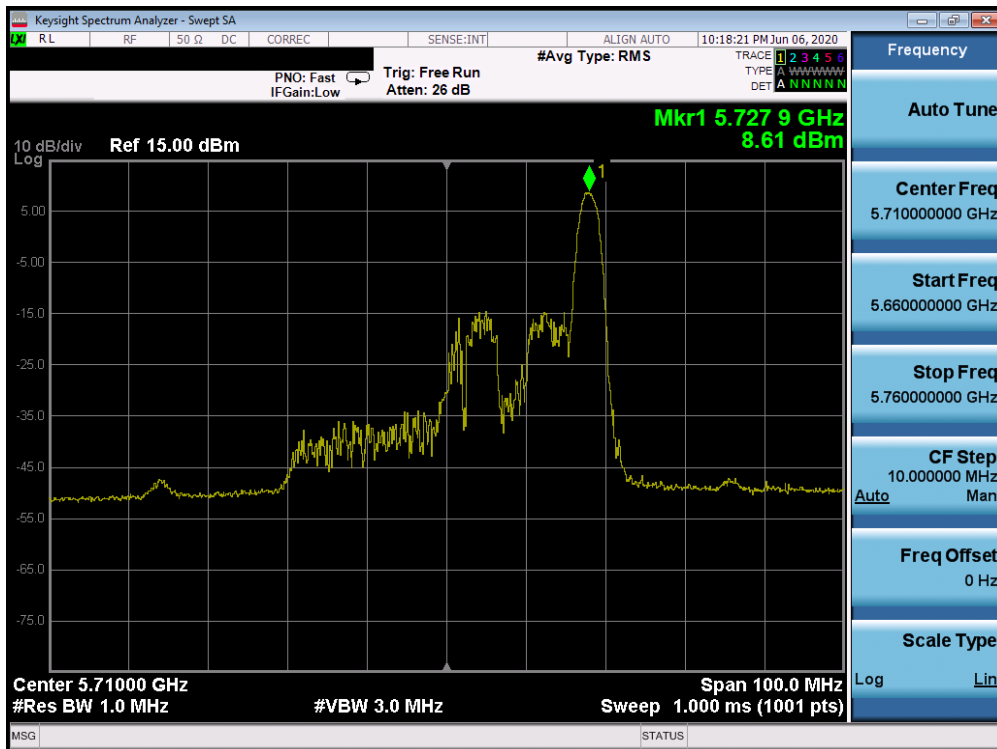 Keysight Spectrum Analyzer - Swept SA
LXI RL RF 50 Ω DC CORREC SENSE:INT ALIGN AUTO 10:18:21 PM Jun 06, 2020
#Avg Type: RMS TRACE 1 2 3 4 5 6
PNO: Fast Trig: Free Run TYPE A WWWWW
IFGain:Low Atten: 26 dB DET A N N N N N
Mkr1 5.727 9 GHz
8.61 dBm
10 dB/div Ref 15.00 dBm
Log
1
5.00
-5.00
-15.0
-25.0
-35.0
-45.0
-55.0
-65.0
-75.0
Center 5.71000 GHz Span 100.0 MHz
#Res BW 1.0 MHz #VBW 3.0 MHz Sweep 1.000 ms (1001 pts)
MSG STATUS
Frequency
Auto Tune
Center Freq
5.710000000 GHz
Start Freq
5.660000000 GHz
Stop Freq
5.760000000 GHz
CF Step
10.000000 MHz
Auto Man
Freq Offset
0 Hz
Scale Type
Log Lin